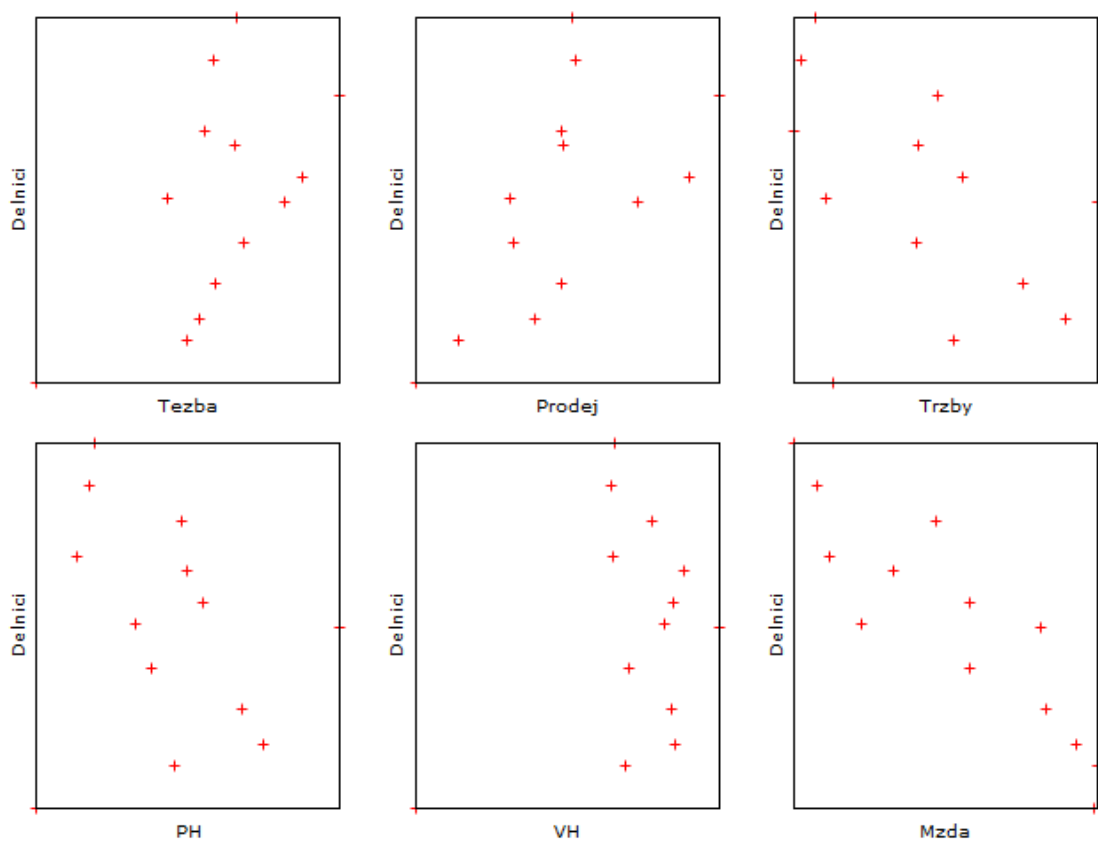 Delnici
Tezba
Delnici
Prodej
Delnici
Trzby
Delnici
PH
Delnici
VH
Delnici
Mzda